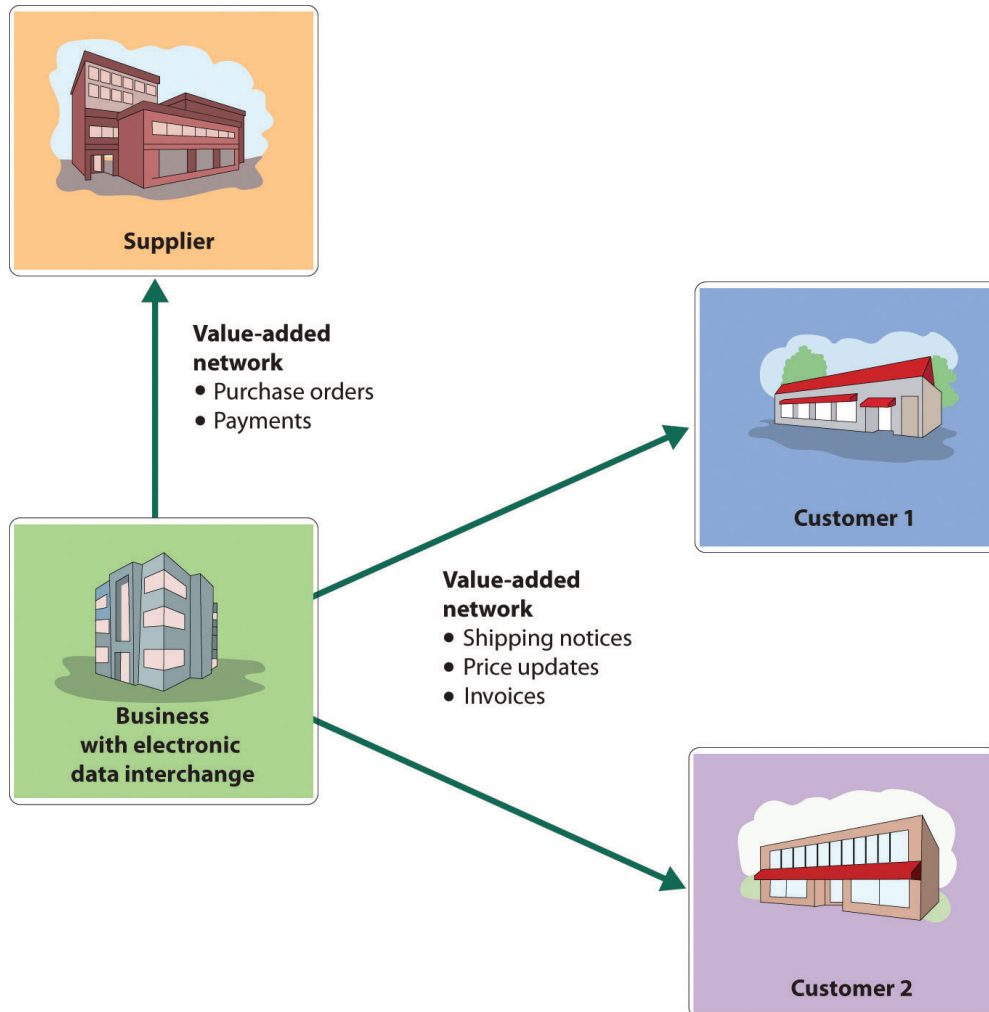 Supplier
Value-added
network
• Purchase orders
• Payments
Customer 1
Value-added
network
• Shipping notices
• Price updates
• Invoices
Business
with electronic
data interchange
Customer 2